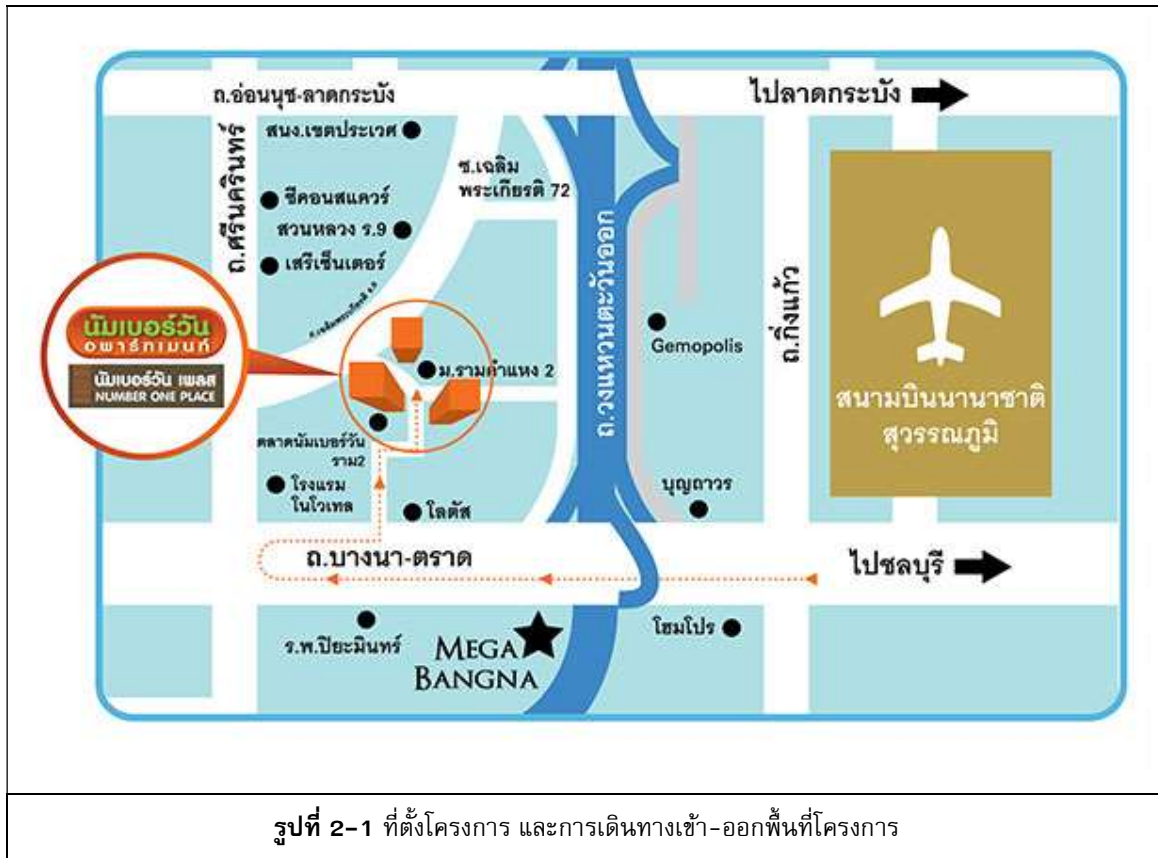 ถ.อ่อนนุช-ลาดกระบัง
ไปลาดกระบัง
สนง.เขตประเวศ
ถ.ศรีนครินทร์
ซ.เฉลิม
พระเกียรติ 72
ซีคอนสแควร์
สวนหลวง ร.9
เสรีเซ็นเตอร์
ถ.เฉลิมพระเกียรติ ร.9
ถ.วงแหวนตะวันออก
ถ.กิ่งแก้ว
นัมเบอร์วัน
อพาร์ทเมนท์
นัมเบอร์วัน เพลส
NUMBER ONE PLACE
Gemopolis
ม.รามคำแหง 2
สนามบินนานาชาติ
สุวรรณภูมิ
ตลาดนัมเบอร์วัน
ราม2
โรงแรม
โนโวเทล
โลตัส
บุญถาวร
ถ.บางนา-ตราด
ไปชลบุรี
ร.พ.ปิยะมินทร์
MEGA
BANGNA
โฮมโปร
รูปที่ 2-1 ที่ตั้งโครงการ และการเดินทางเข้า-ออกพื้นที่โครงการ